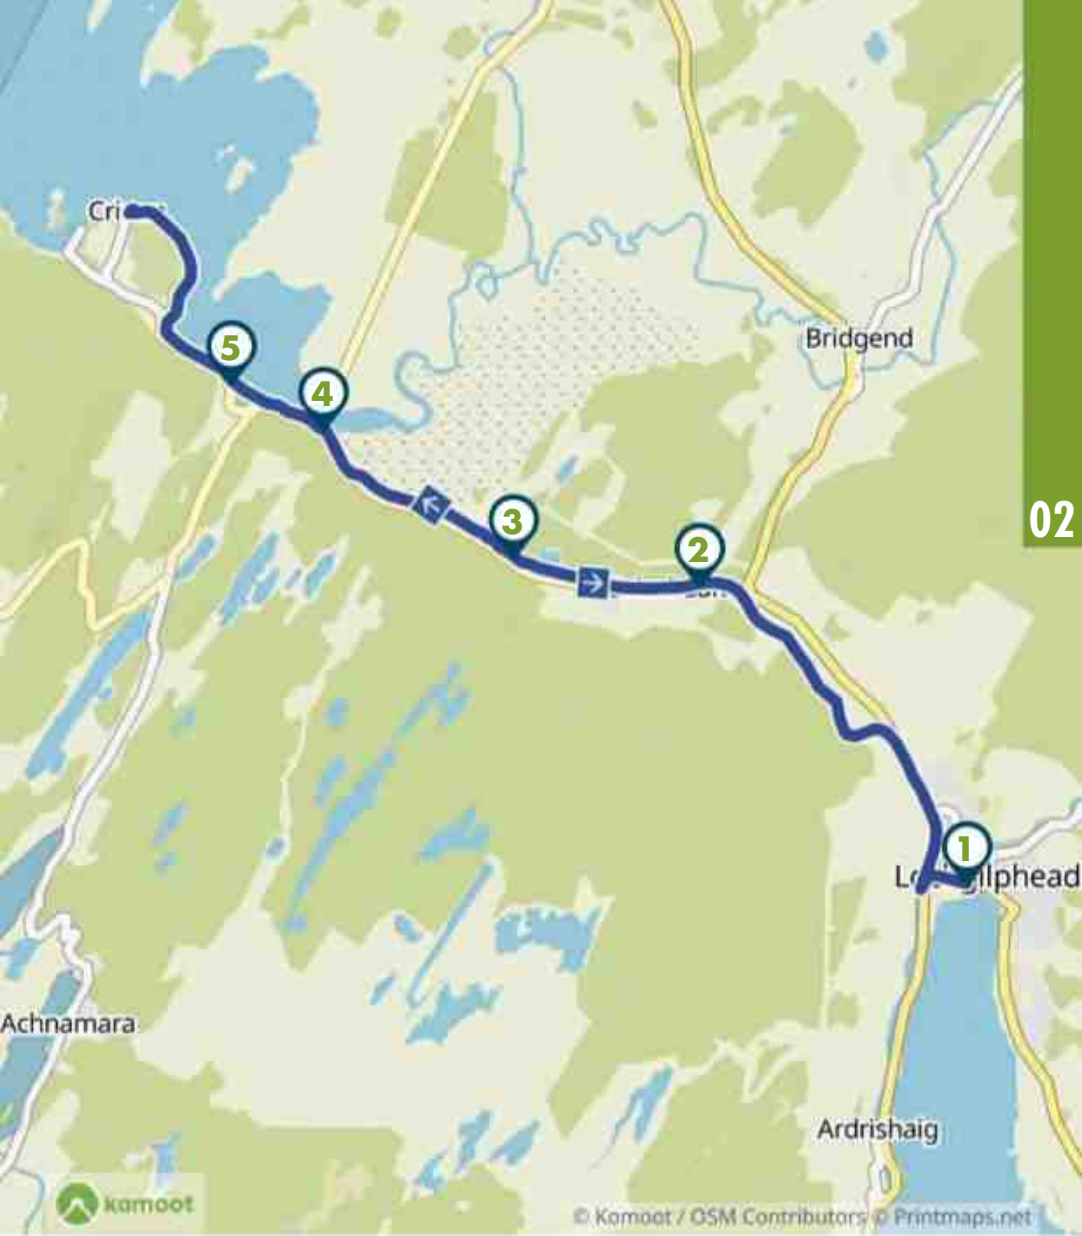 02
Bridgend
5
4
3
2
1
Achnamara
Ardrishaig
komoot
© Komoot / OSM Contributors © Printmaps.net